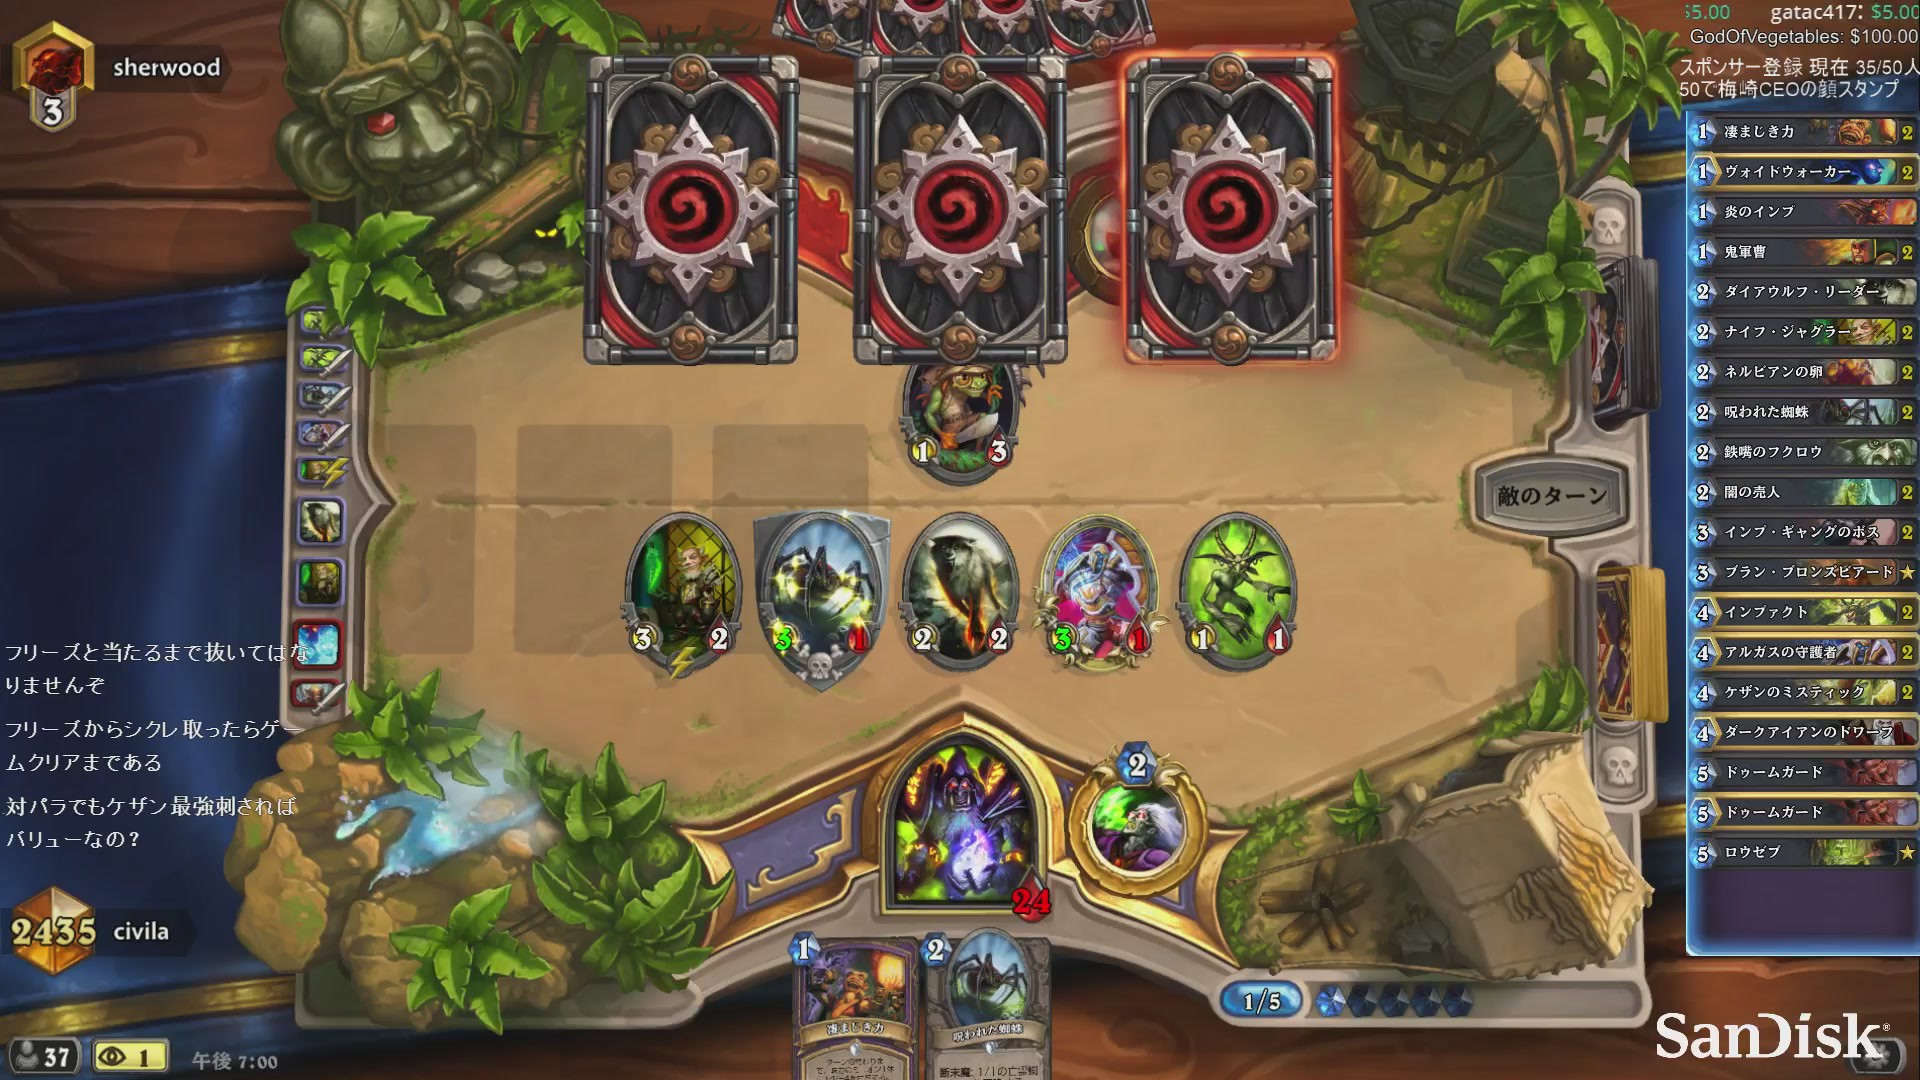 $5.00 gatac417: $5.00
GodOfVegetables: $100.00
スポンサー登録 現在 35/50人
50で梅崎CEOの顔スタンプ
sherwood
3
1 凄まじき力 2
1 ヴォイドウォーカー 2
1 炎のインプ
1 鬼軍曹 2
2 ダイアウルフ・リーダー
2 ナイフ・ジャグラー 2
2 ネルビアンの卵 2
2 呪われた蜘蛛 2
2 鉄嘴のフクロウ
2 闇の売人 2
3 インプ・ギャングのボス 2
3 ブラン・ブロンズビアード
4 インファクト 2
4 アルガスの守護者 2
4 ケザンのミスティック 2
4 ダークアイアンのドワーフ
5 ドゥームガード
5 ドゥームガード
5 ロウゼブ
1 3
敵のターン
3 2
3 1
2 2
3 1
1 1
フリーズと当たるまで抜いてはな
りませんぞ
フリーズからシクレ取ったらゲー
ムクリアまである
対パラでもケザン最強刺されば
バリューなの？
2
24
2435 civila
1
凄まじき力
2
呪われた蜘蛛
断末魔: 1/1の亡霊蜘
1/5
37 1 午後 7:00
SanDisk